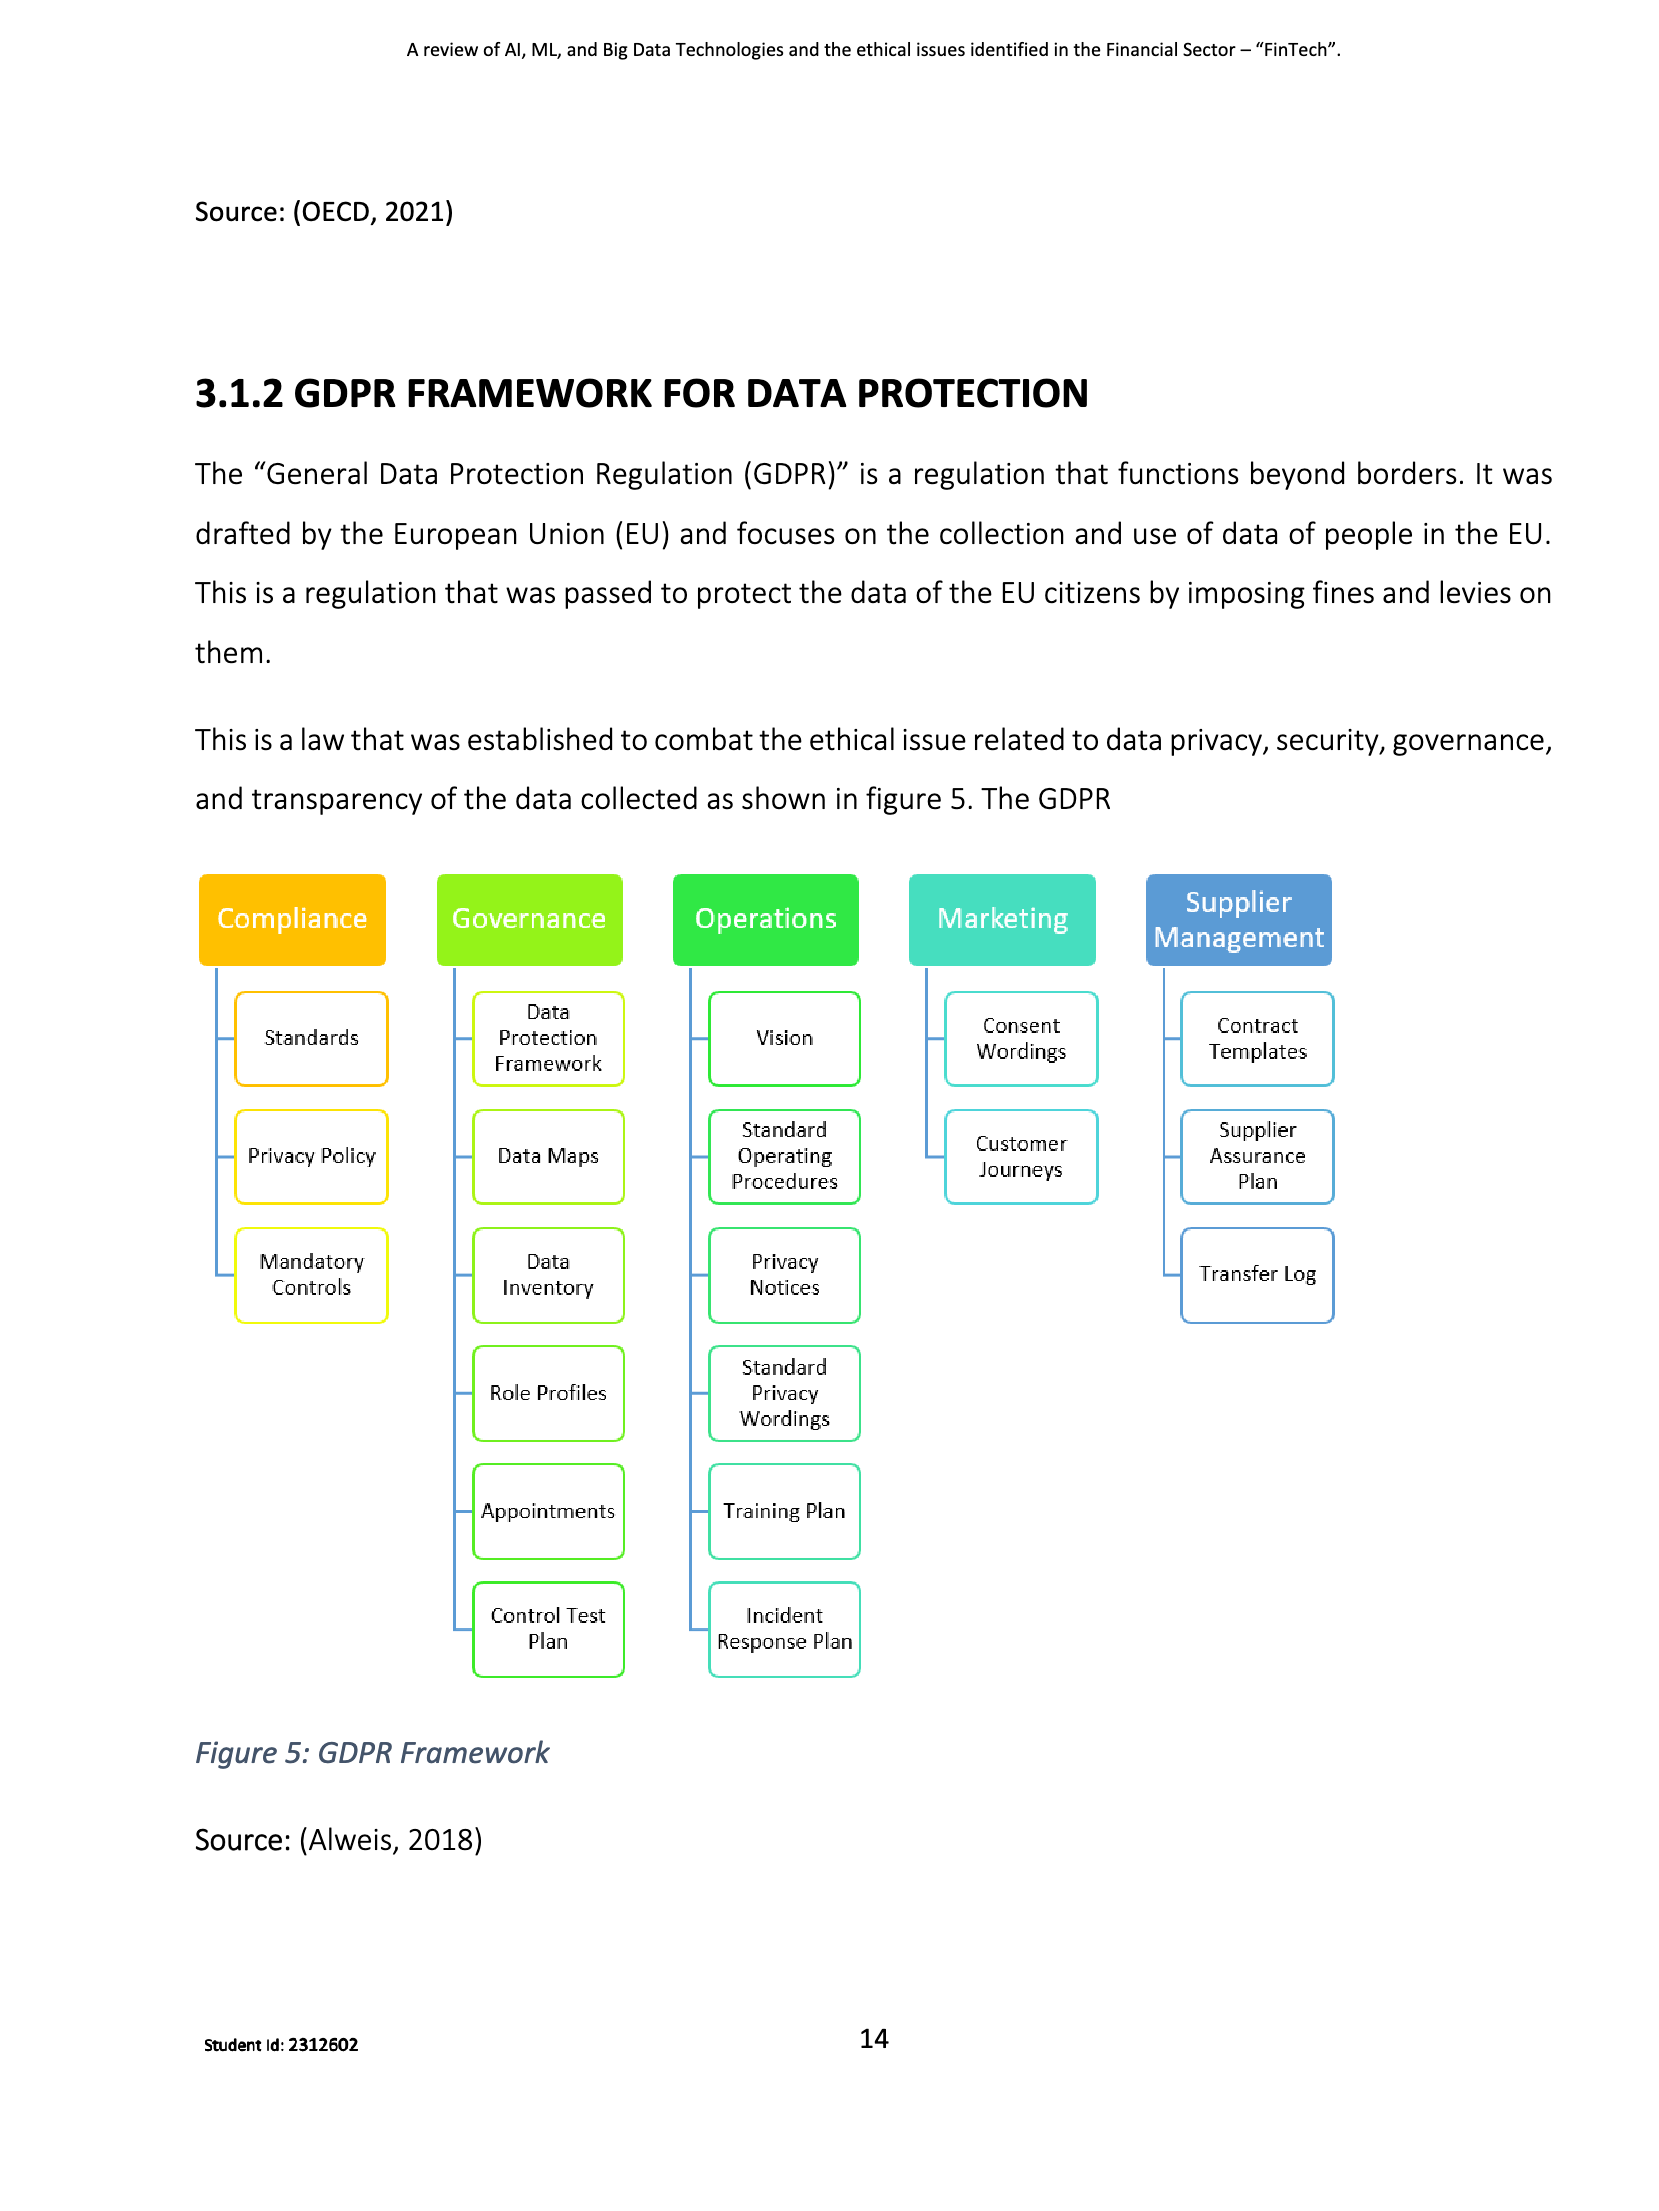 A review of AI, ML, and Big Data Technologies and the ethical issues identified in the Financial Sector – “FinTech”.
Source: (OECD, 2021)
3.1.2 GDPR FRAMEWORK FOR DATA PROTECTION
The “General Data Protection Regulation (GDPR)” is a regulation that functions beyond borders. It was
drafted by the European Union (EU) and focuses on the collection and use of data of people in the EU.
This is a regulation that was passed to protect the data of the EU citizens by imposing fines and levies on
them.
This is a law that was established to combat the ethical issue related to data privacy, security, governance,
and transparency of the data collected as shown in figure 5. The GDPR
Compliance
Standards
Privacy Policy
Mandatory
Controls
Governance
Data
Protection
Framework
Data Maps
Data
Inventory
Role Profiles
Appointments
Control Test
Plan
Operations
Vision
Standard
Operating
Procedures
Privacy
Notices
Standard
Privacy
Wordings
Training Plan
Incident
Response Plan
Marketing
Consent
Wordings
Customer
Journeys
Supplier
Management
Contract
Templates
Supplier
Assurance
Plan
Transfer Log
Figure 5: GDPR Framework
Source: (Alweis, 2018)
Student Id: 2312602
14